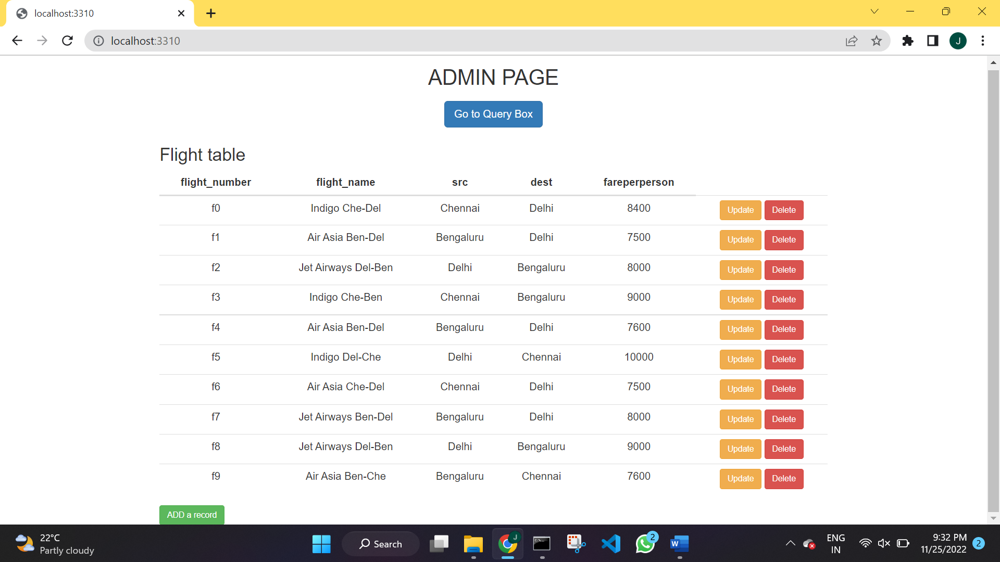 localhost:3310
localhost:3310
J
ADMIN PAGE
Go to Query Box
Flight table
flight_number flight_name src dest fareperperson
f0 Indigo Che-Del Chennai Delhi 8400 Update Delete
f1 Air Asia Ben-Del Bengaluru Delhi 7500 Update Delete
f2 Jet Airways Del-Ben Delhi Bengaluru 8000 Update Delete
f3 Indigo Che-Ben Chennai Bengaluru 9000 Update Delete
f4 Air Asia Ben-Del Bengaluru Delhi 7600 Update Delete
f5 Indigo Del-Che Delhi Chennai 10000 Update Delete
f6 Air Asia Che-Del Chennai Delhi 7500 Update Delete
f7 Jet Airways Ben-Del Bengaluru Delhi 8000 Update Delete
f8 Jet Airways Del-Ben Delhi Bengaluru 9000 Update Delete
f9 Air Asia Ben-Che Bengaluru Chennai 7600 Update Delete
ADD a record
22°C
Partly cloudy
Search
J
2
W
ENG
IN
9:32 PM
11/25/2022
2